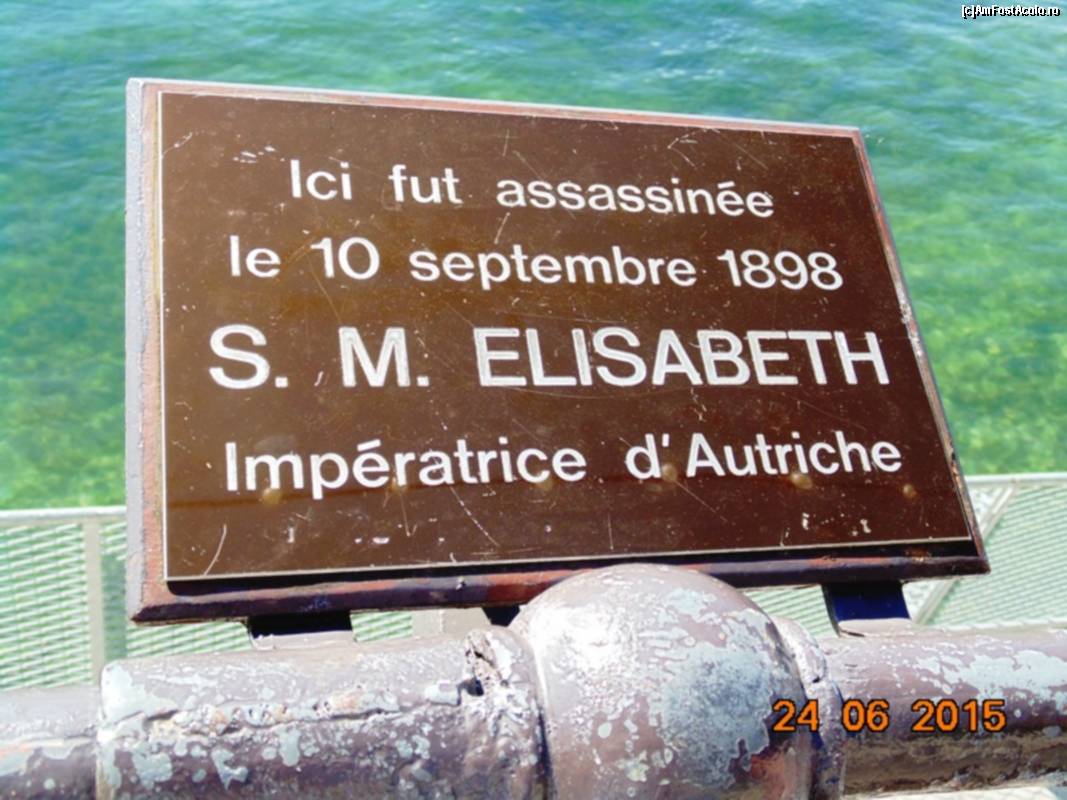 (c)AmFostAcolo.ro
Ici fut assassinée
le 10 septembre 1898
S. M. ELISABETH
Impératrice d'Autriche
24 06 2015